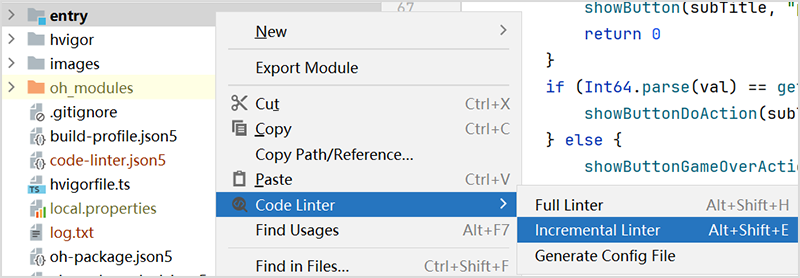 entry
hvigor
images
oh_modules
.gitignore
build-profile.json5
code-linter.json5
hvigorfile.ts
local.properties
log.txt
oh-package.json5
New
Export Module
Cut Ctrl+X
Copy Ctrl+C
Copy Path/Reference...
Paste Ctrl+V
Code Linter
Find Usages Alt+F7
Find in Files... Ctrl+Shift+F
Full Linter Alt+Shift+H
Incremental Linter Alt+Shift+E
Generate Config File
67
showButton(subTitle, "
return 0
}
if (Int64.parse(val) == get
showButtonDoAction(subT
} else {
showButtonGameOverAction